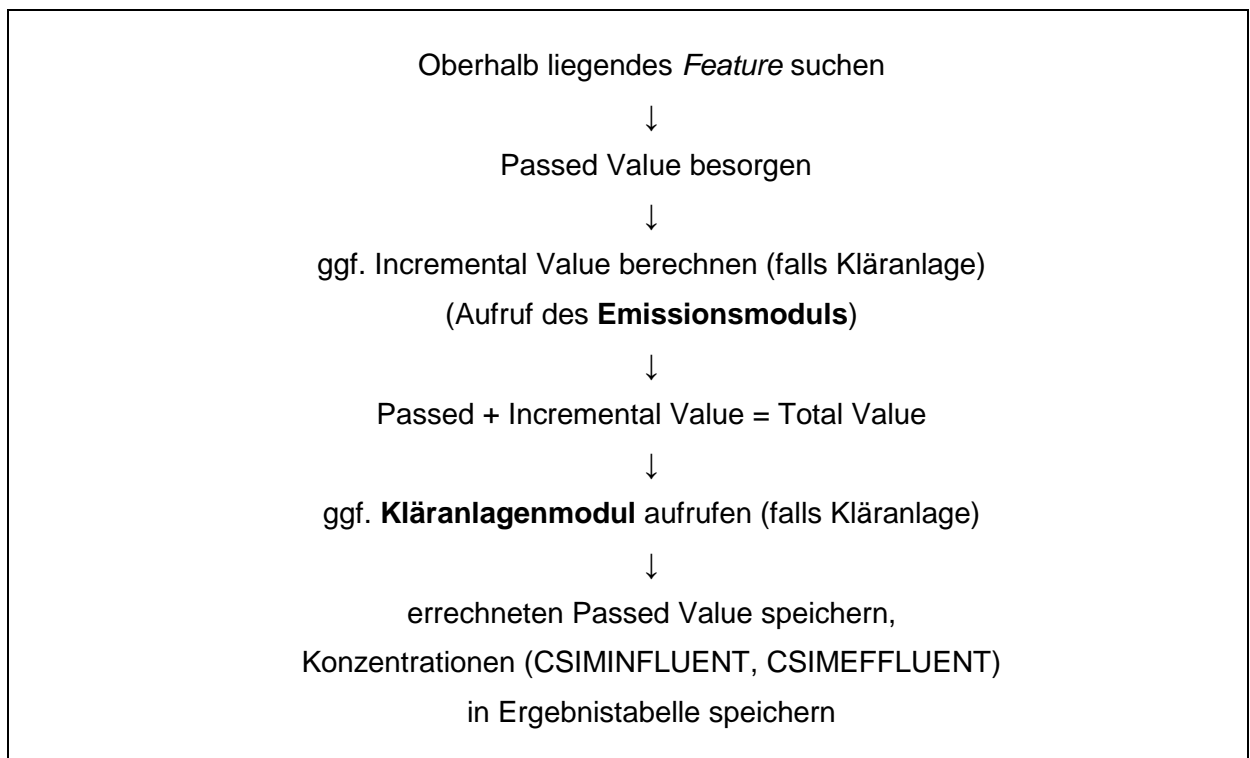 Oberhalb liegendes Feature suchen
↓
Passed Value besorgen
↓
ggf. Incremental Value berechnen (falls Kläranlage)
(Aufruf des Emissionsmoduls)
↓
Passed + Incremental Value = Total Value
↓
ggf. Kläranlagenmodul aufrufen (falls Kläranlage)
↓
errechneten Passed Value speichern,
Konzentrationen (CSIMINFLUENT, CSIMEFFLUENT)
in Ergebnistabelle speichern